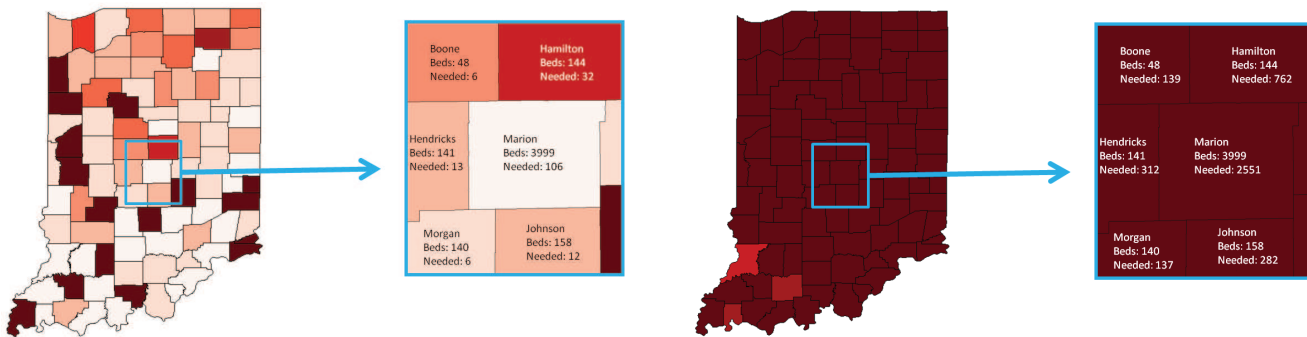 Boone
Beds: 48
Needed: 6
Hamilton
Beds: 144
Needed: 32
Hendricks
Beds: 141
Needed: 13
Marion
Beds: 3999
Needed: 106
Morgan
Beds: 140
Needed: 6
Johnson
Beds: 158
Needed: 12
Boone
Beds: 48
Needed: 139
Hamilton
Beds: 144
Needed: 762
Hendricks
Beds: 141
Needed: 312
Marion
Beds: 3999
Needed: 2551
Morgan
Beds: 140
Needed: 137
Johnson
Beds: 158
Needed: 282